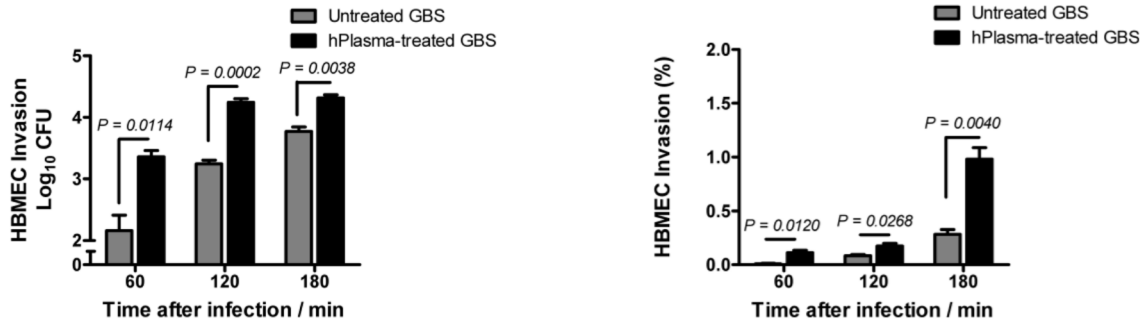 Untreated GBS
hPlasma-treated GBS
HBMEC Invasion
Log10 CFU
5
4
3
2
0
P = 0.0114
P = 0.0002
P = 0.0038
60
120
180
Time after infection / min
Untreated GBS
hPlasma-treated GBS
HBMEC Invasion (%)
2.0
1.5
1.0
0.5
0.0
P = 0.0120
P = 0.0268
P = 0.0040
60
120
180
Time after infection / min